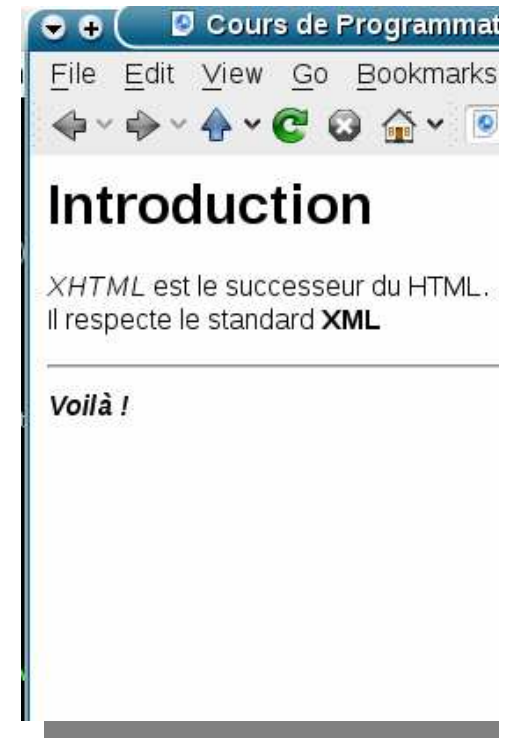 Cours de Programmat
File Edit View Go Bookmarks
Introduction
XHTML est le successeur du HTML.
Il respecte le standard XML
Voilà !